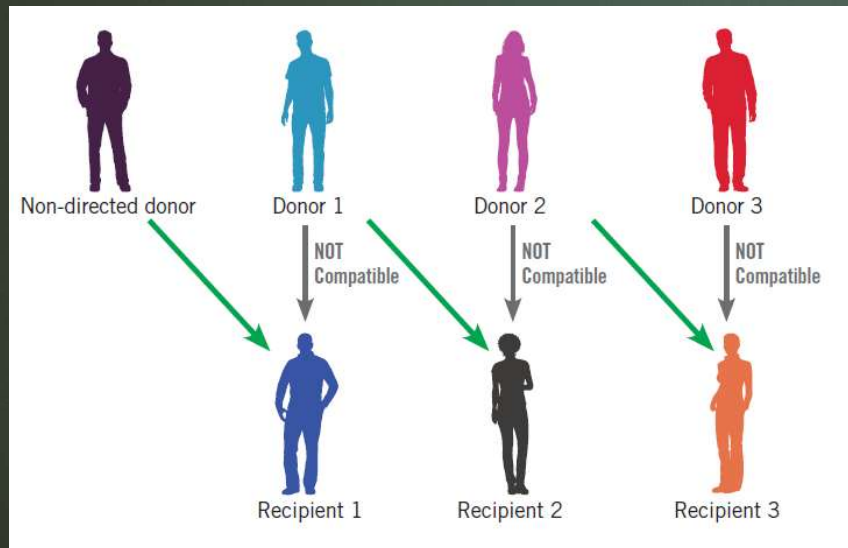 Non-directed donor
Donor 1
Donor 2
Donor 3
NOT
Compatible
NOT
Compatible
NOT
Compatible
Recipient 1
Recipient 2
Recipient 3